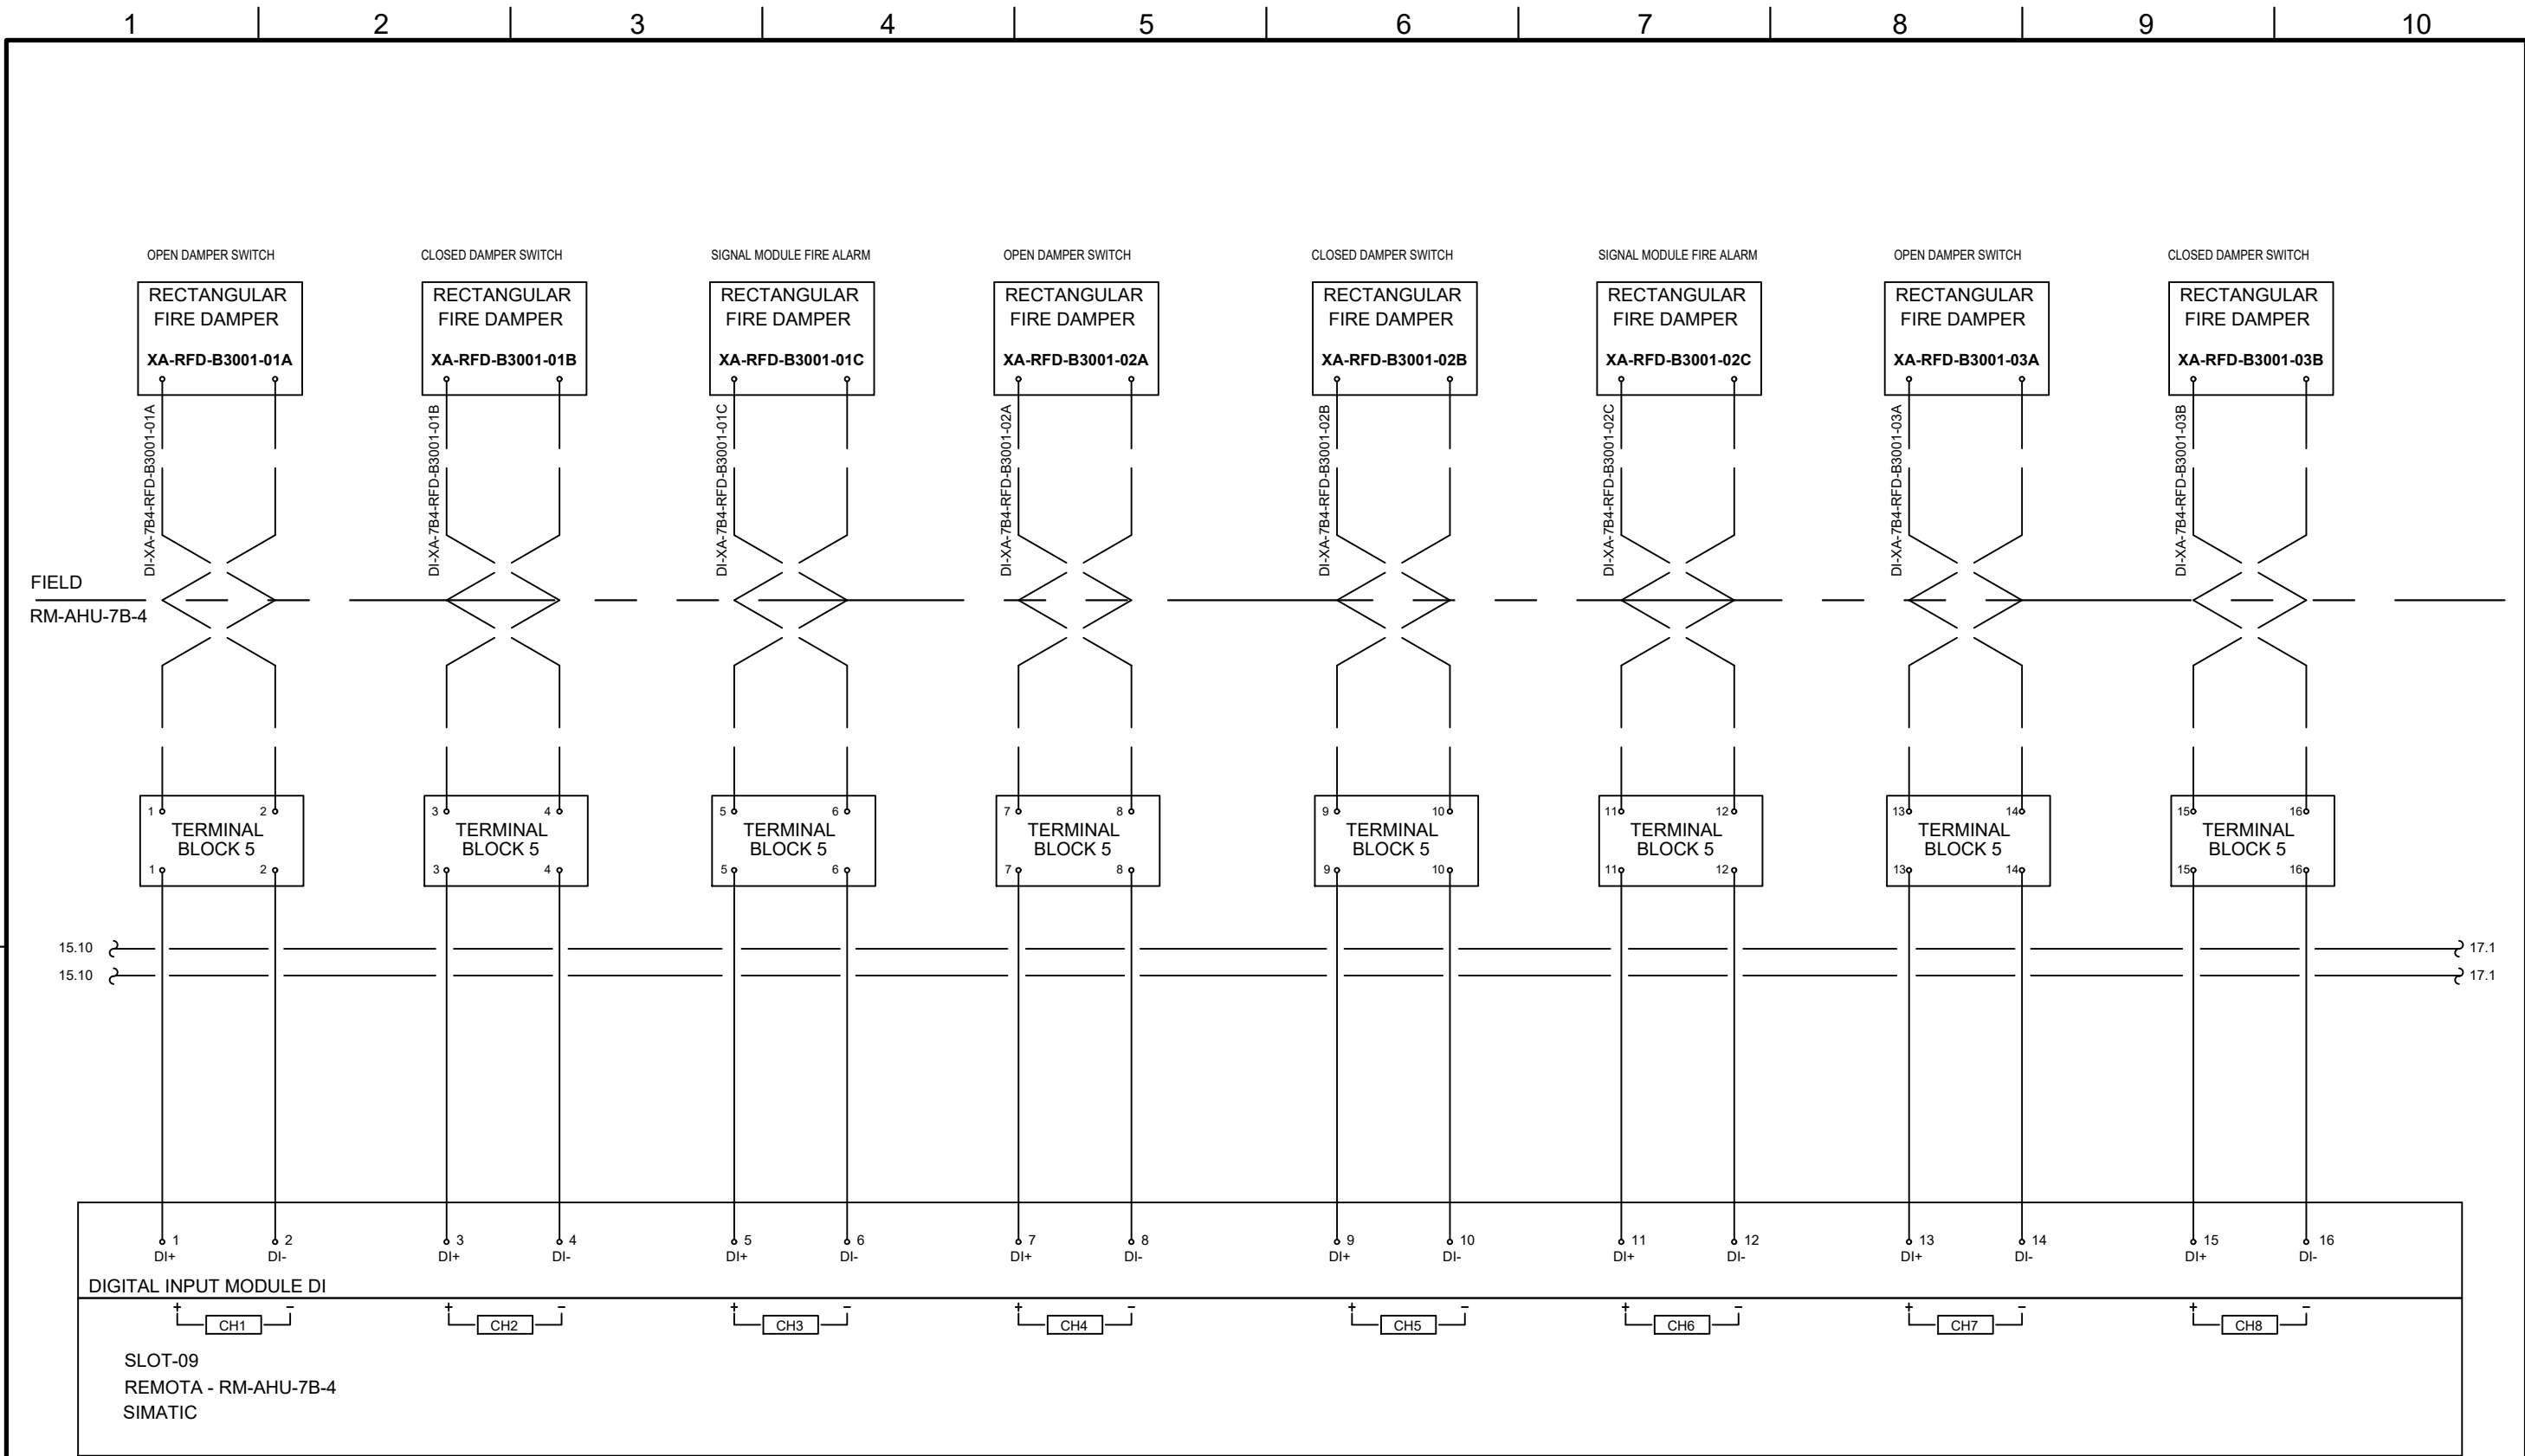 1 2 3 4 5 6 7 8 9 10
OPEN DAMPER SWITCH CLOSED DAMPER SWITCH SIGNAL MODULE FIRE ALARM OPEN DAMPER SWITCH CLOSED DAMPER SWITCH SIGNAL MODULE FIRE ALARM OPEN DAMPER SWITCH CLOSED DAMPER SWITCH
RECTANGULAR RECTANGULAR RECTANGULAR RECTANGULAR RECTANGULAR RECTANGULAR RECTANGULAR RECTANGULAR
FIRE DAMPER FIRE DAMPER FIRE DAMPER FIRE DAMPER FIRE DAMPER FIRE DAMPER FIRE DAMPER FIRE DAMPER
XA-RFD-B3001-01A XA-RFD-B3001-01B XA-RFD-B3001-01C XA-RFD-B3001-02A XA-RFD-B3001-02B XA-RFD-B3001-02C XA-RFD-B3001-03A XA-RFD-B3001-03B
DI-XA-7B4-RFD-B3001-01A DI-XA-7B4-RFD-B3001-01B DI-XA-7B4-RFD-B3001-01C DI-XA-7B4-RFD-B3001-02A DI-XA-7B4-RFD-B3001-02B DI-XA-7B4-RFD-B3001-02C DI-XA-7B4-RFD-B3001-03A DI-XA-7B4-RFD-B3001-03B
FIELD
RM-AHU-7B-4
1 2 3 4 5 6 7 8 9 10 11 12 13 14 15 16
TERMINAL TERMINAL TERMINAL TERMINAL TERMINAL TERMINAL TERMINAL TERMINAL
BLOCK 5 BLOCK 5 BLOCK 5 BLOCK 5 BLOCK 5 BLOCK 5 BLOCK 5 BLOCK 5
1 2 3 4 5 6 7 8 9 10 11 12 13 14 15 16
15.10 17.1
15.10 17.1
1 2 3 4 5 6 7 8 9 10 11 12 13 14 15 16
DI+ DI- DI+ DI- DI+ DI- DI+ DI- DI+ DI- DI+ DI- DI+ DI- DI+ DI-
DIGITAL INPUT MODULE DI
+ - + - + - + - + - + - + - + -
CH1 CH2 CH3 CH4 CH5 CH6 CH7 CH8
SLOT-09
REMOTA - RM-AHU-7B-4
SIMATIC